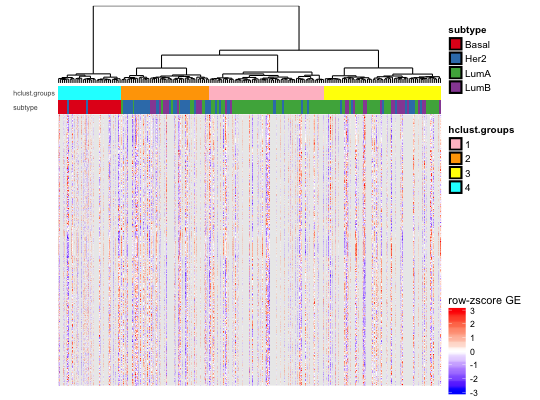 subtype
Basal
Her2
LumA
LumB
hclust.groups
subtype
hclust.groups
1
2
3
4
row-zscore GE
3
2
1
0
-1
-2
-3